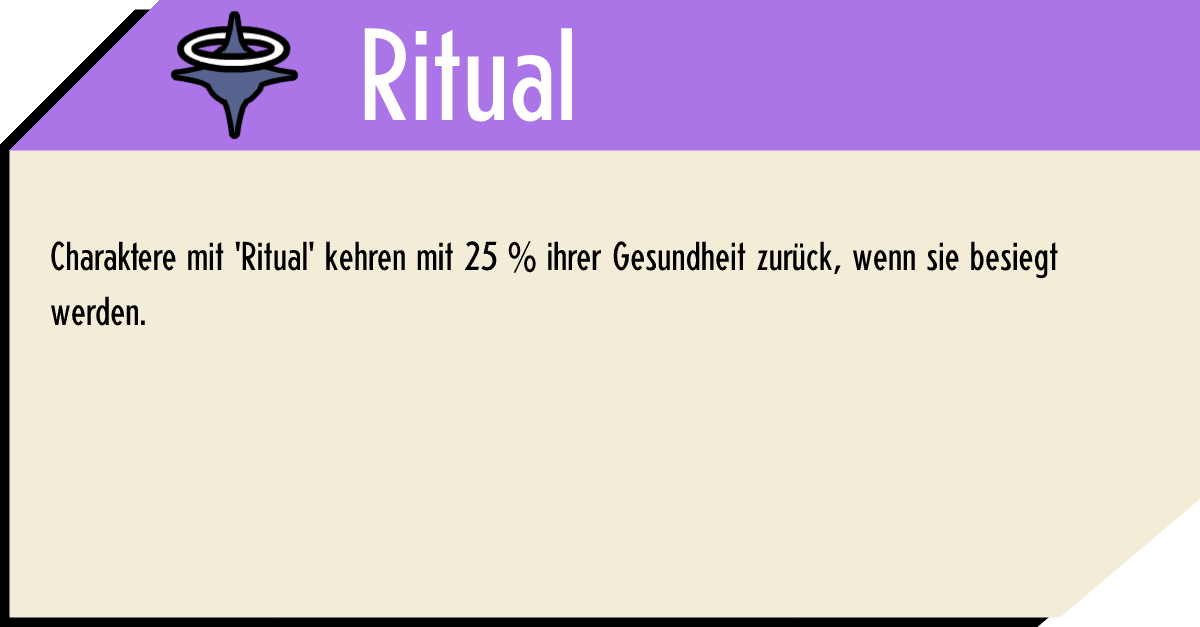 Ritual
Charaktere mit 'Ritual' kehren mit 25 % ihrer Gesundheit zurück, wenn sie besiegt
werden.